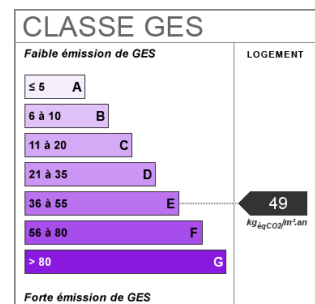 CLASSE GES
Faible émission de GES
LOGEMENT
≤ 5 A
6 à 10 B
11 à 20 C
21 à 35 D
36 à 55 E
49
kgéqCO2/m².an
56 à 80 F
> 80 G
Forte émission de GES